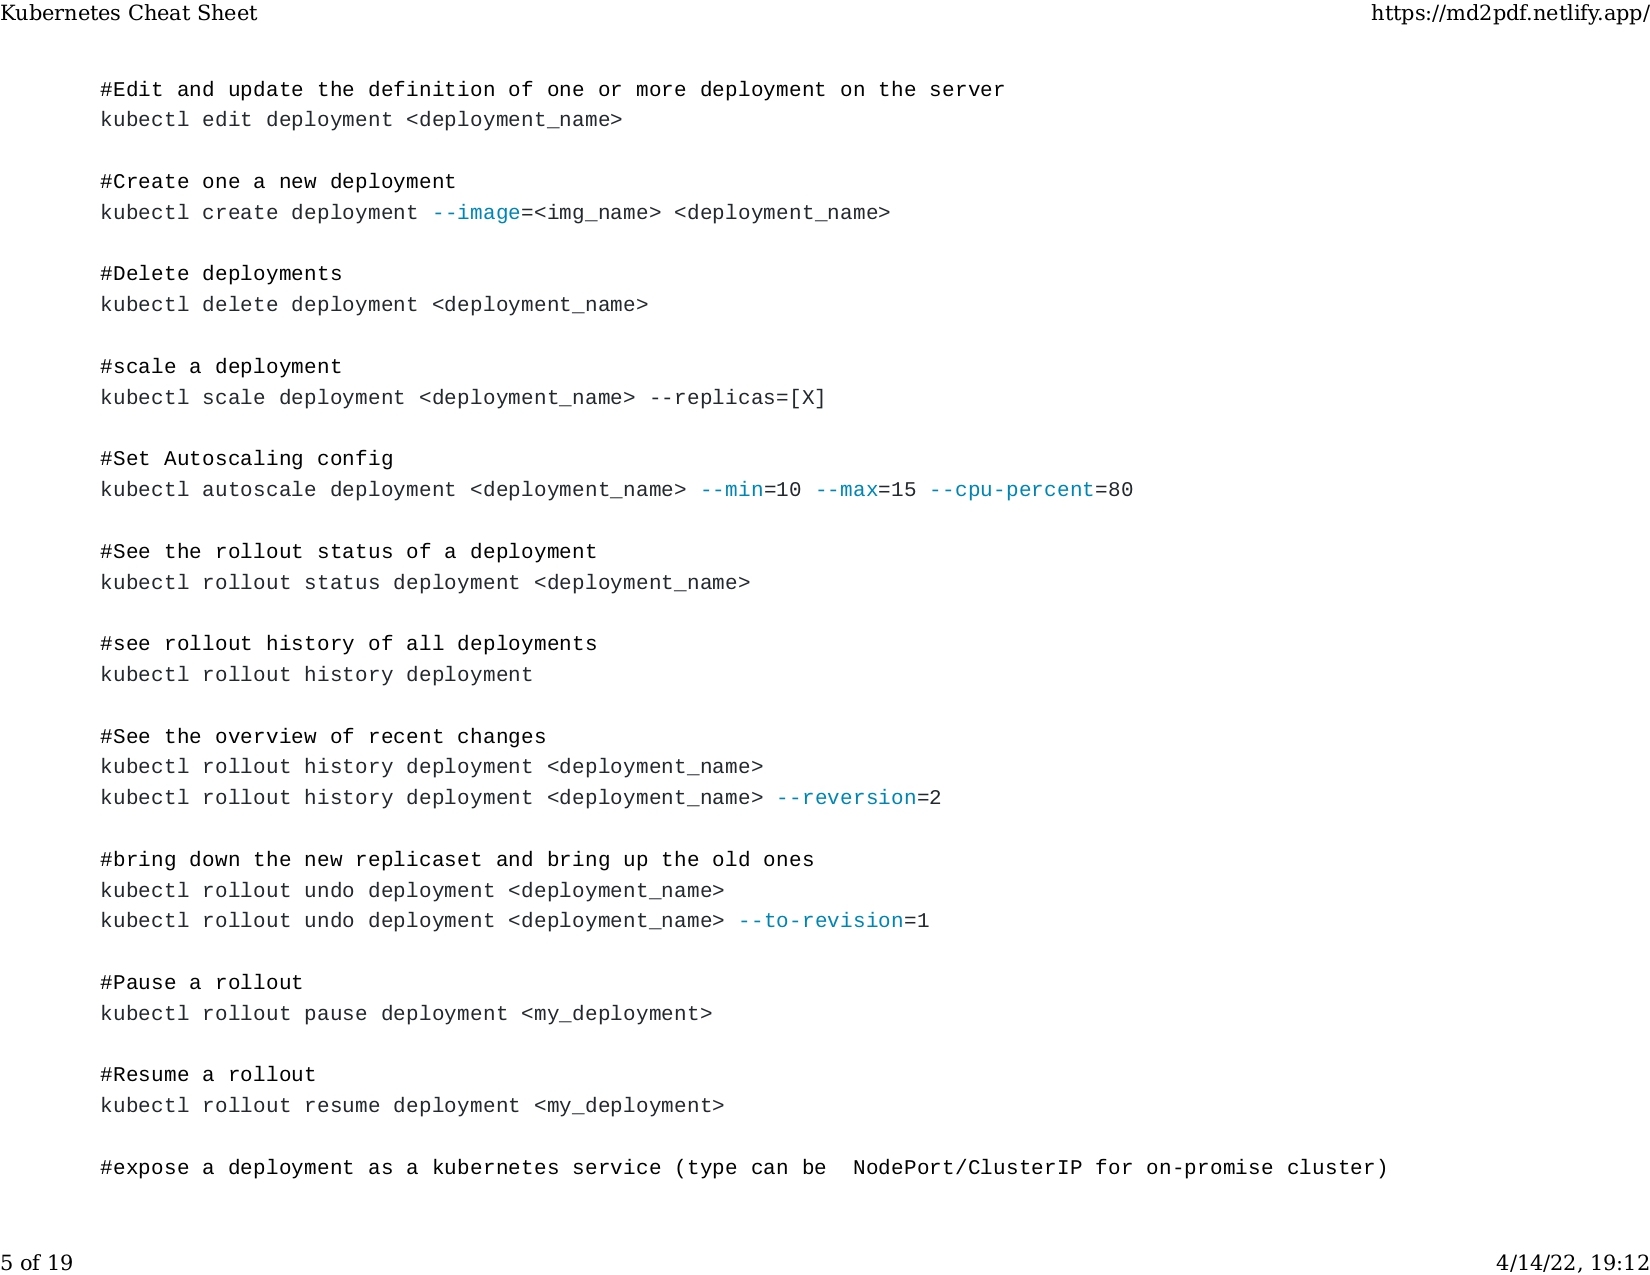 Kubernetes Cheat Sheet https://md2pdf.netlify.app/
#Edit and update the definition of one or more deployment on the server
kubectl edit deployment <deployment_name>
#Create one a new deployment
kubectl create deployment --image=<img_name> <deployment_name>
#Delete deployments
kubectl delete deployment <deployment_name>
#scale a deployment
kubectl scale deployment <deployment_name> --replicas=[X]
#Set Autoscaling config
kubectl autoscale deployment <deployment_name> --min=10 --max=15 --cpu-percent=80
#See the rollout status of a deployment
kubectl rollout status deployment <deployment_name>
#see rollout history of all deployments
kubectl rollout history deployment
#See the overview of recent changes
kubectl rollout history deployment <deployment_name>
kubectl rollout history deployment <deployment_name> --reversion=2
#bring down the new replicaset and bring up the old ones
kubectl rollout undo deployment <deployment_name>
kubectl rollout undo deployment <deployment_name> --to-revision=1
#Pause a rollout
kubectl rollout pause deployment <my_deployment>
#Resume a rollout
kubectl rollout resume deployment <my_deployment>
#expose a deployment as a kubernetes service (type can be  NodePort/ClusterIP for on-promise cluster)
5 of 19 4/14/22, 19:12